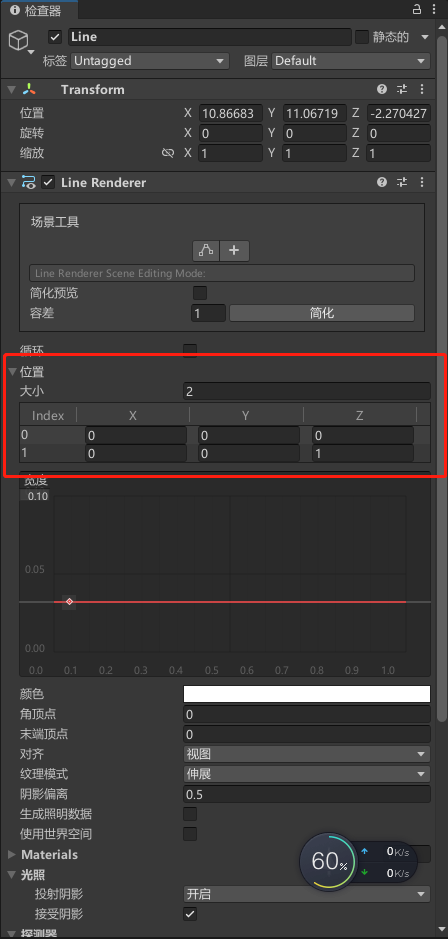 检查器
Line
静态的
标签 Untagged 图层 Default
Transform
位置 X 10.86683 Y 11.06719 Z -2.270427
旋转 X 0 Y 0 Z 0
缩放 X 1 Y 1 Z 1
Line Renderer
场景工具
Line Renderer Scene Editing Mode:
简化预览
容差 1 简化
循环
位置
大小 2
Index X Y Z
0 0 0 0
1 0 0 1
宽度
0.10
0.05
0.00
0.0 0.1 0.2 0.3 0.4 0.5 0.6 0.7 0.8 0.9 1.0
颜色
角顶点 0
末端顶点 0
对齐 视图
纹理模式 伸展
阴影偏离 0.5
生成照明数据
使用世界空间
Materials
光照
投射阴影 开启
接受阴影
探测器
60%
0K/s
0K/s